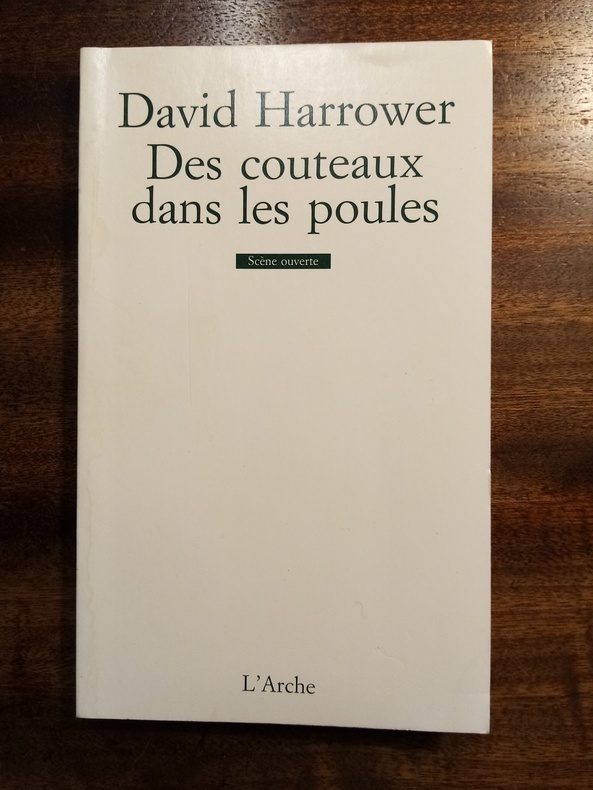 David Harrower
Des couteaux
dans les poules
Scène ouverte
L'Arche